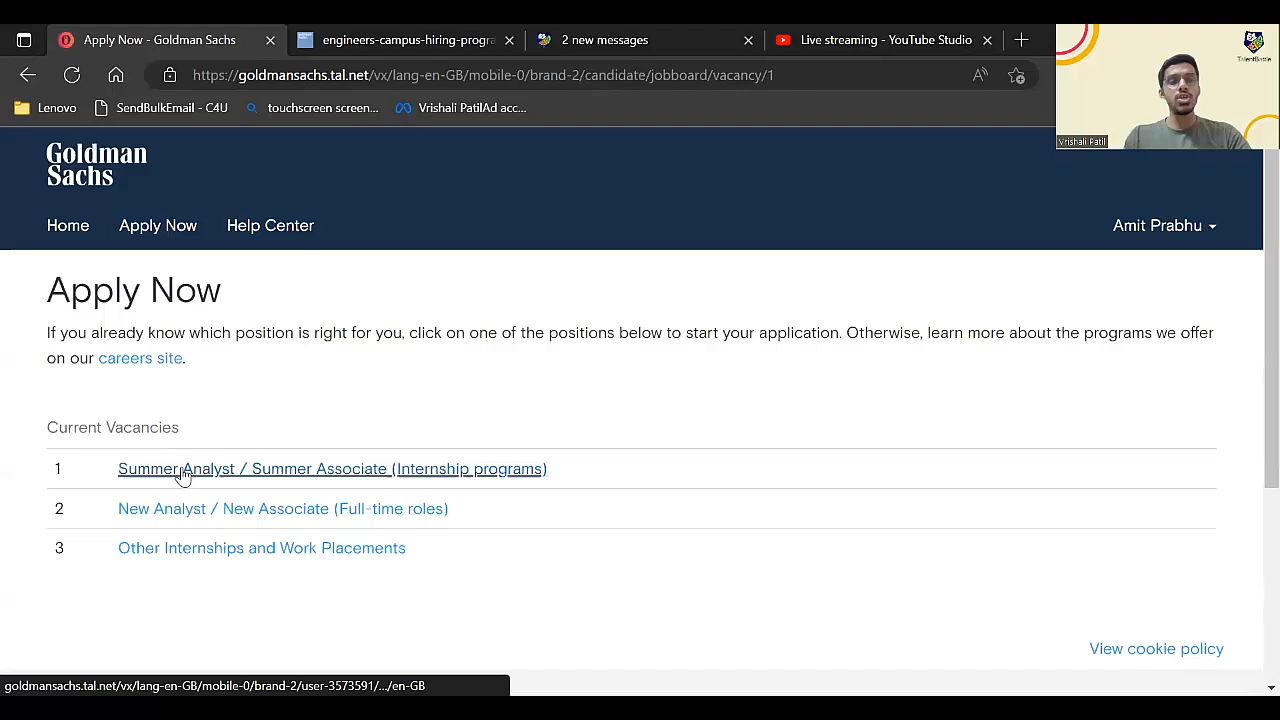 Apply Now - Goldman Sachs
engineers-campus-hiring-progra
2 new messages
Live streaming - YouTube Studio
https://goldmansachs.tal.net/vx/lang-en-GB/mobile-0/brand-2/candidate/jobboard/vacancy/1
Lenovo
SendBulkEmail - C4U
touchscreen screen...
Vrishali PatilAd acc...
TalentBattle
Vrishali Patil
Goldman
Sachs
Home
Apply Now
Help Center
Amit Prabhu
Apply Now
If you already know which position is right for you, click on one of the positions below to start your application. Otherwise, learn more about the programs we offer
on our careers site.
Current Vacancies
1 Summer Analyst / Summer Associate (Internship programs)
2 New Analyst / New Associate (Full-time roles)
3 Other Internships and Work Placements
View cookie policy
goldmansachs.tal.net/vx/lang-en-GB/mobile-0/brand-2/user-3573591/.../en-GB